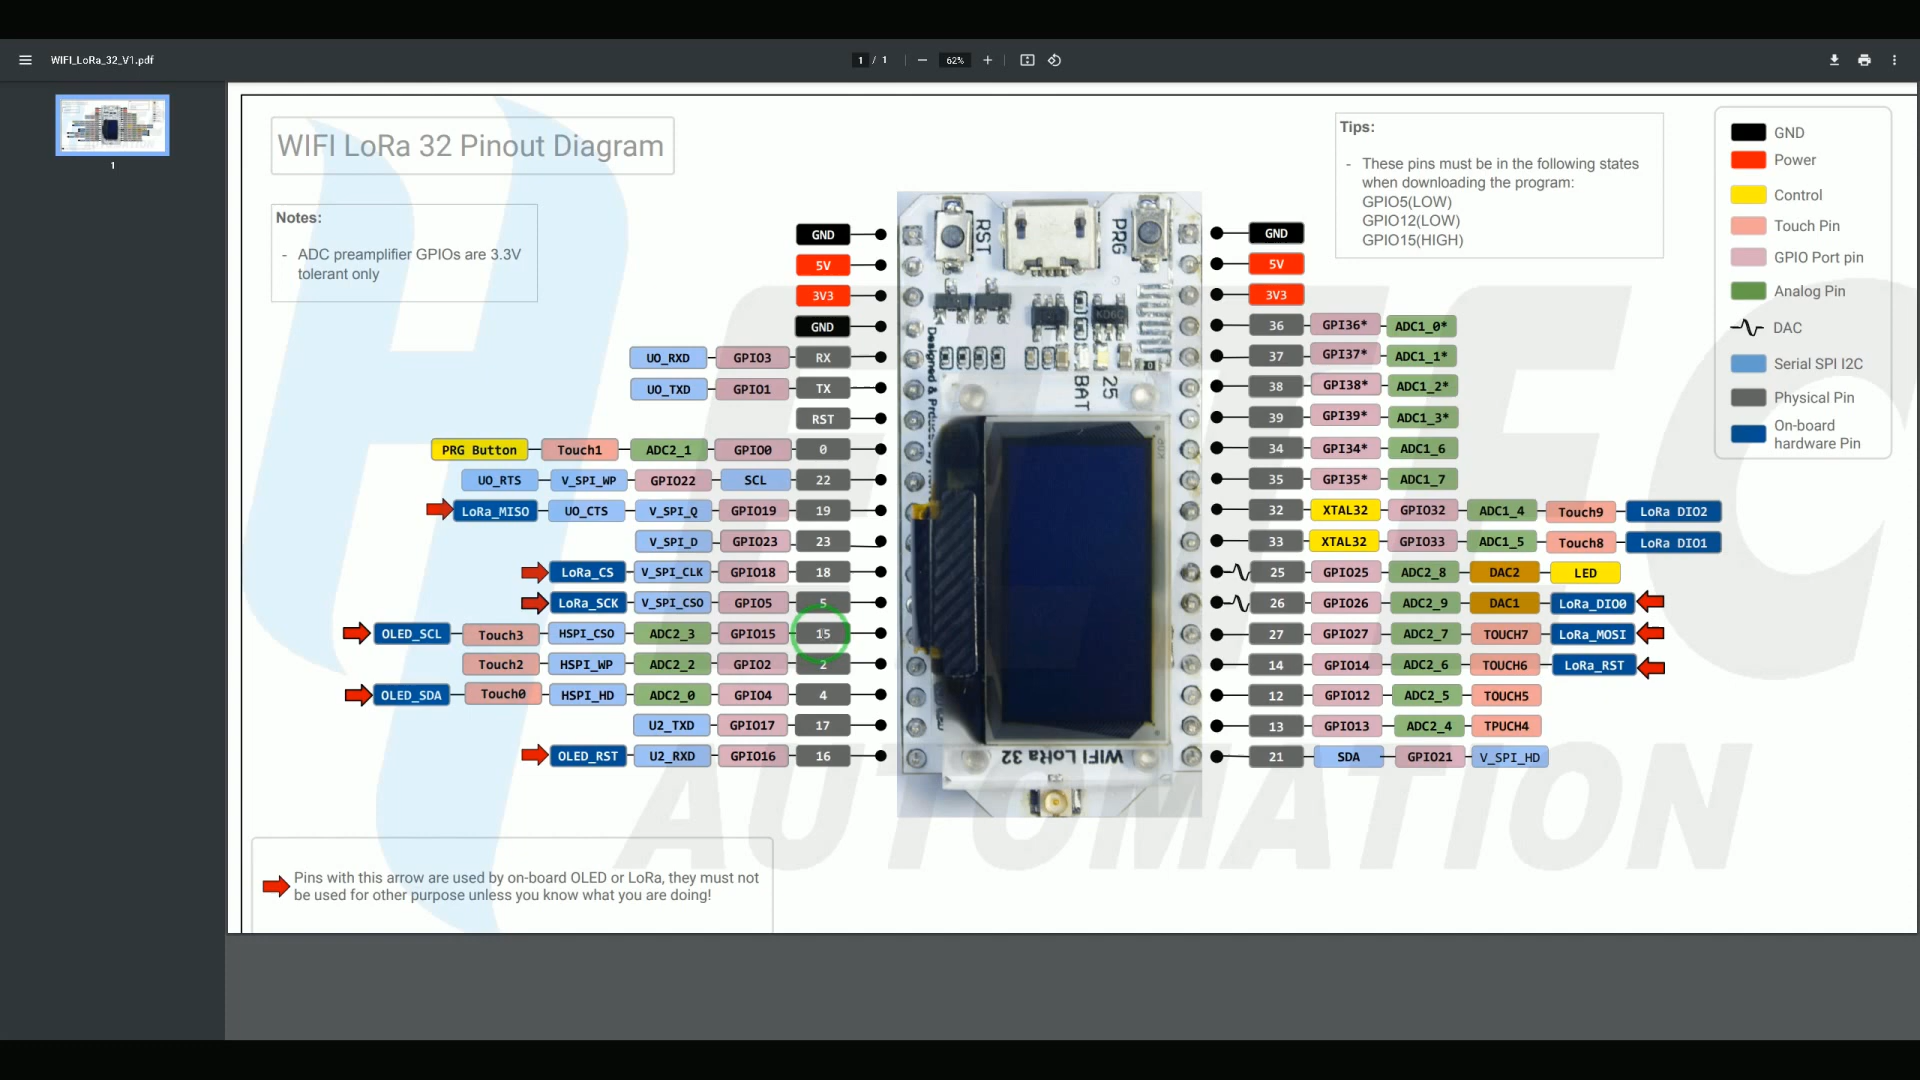 WIFI_LoRa_32_V1.pdf
1 / 1
62%
1
WIFI LoRa 32 Pinout Diagram
Notes:
- ADC preamplifier GPIOs are 3.3V
tolerant only
Tips:
- These pins must be in the following states
when downloading the program:
GPIO5(LOW)
GPIO12(LOW)
GPIO15(HIGH)
GND
Power
Control
Touch Pin
GPIO Port pin
Analog Pin
DAC
Serial SPI I2C
Physical Pin
On-board
hardware Pin
GND
5V
3V3
GND
UO_RXD GPIO3 RX
UO_TXD GPIO1 TX
RST
PRG Button Touch1 ADC2_1 GPIO0 0
UO_RTS V_SPI_WP GPIO22 SCL 22
LoRa_MISO UO_CTS V_SPI_Q GPIO19 19
V_SPI_D GPIO23 23
LoRa_CS V_SPI_CLK GPIO18 18
LoRa_SCK V_SPI_CSO GPIO5 5
OLED_SCL Touch3 HSPI_CSO ADC2_3 GPIO15 15
Touch2 HSPI_WP ADC2_2 GPIO2 2
OLED_SDA Touch0 HSPI_HD ADC2_0 GPIO4 4
U2_TXD GPIO17 17
OLED_RST U2_RXD GPIO16 16
RST
PRG
BAT
25
WIFI LoRa 32
GND
5V
3V3
36 GPI36* ADC1_0*
37 GPI37* ADC1_1*
38 GPI38* ADC1_2*
39 GPI39* ADC1_3*
34 GPI34* ADC1_6
35 GPI35* ADC1_7
32 XTAL32 GPIO32 ADC1_4 Touch9 LoRa DIO2
33 XTAL32 GPIO33 ADC1_5 Touch8 LoRa DIO1
25 GPIO25 ADC2_8 DAC2 LED
26 GPIO26 ADC2_9 DAC1 LoRa_DIO0
27 GPIO27 ADC2_7 TOUCH7 LoRa_MOSI
14 GPIO14 ADC2_6 TOUCH6 LoRa_RST
12 GPIO12 ADC2_5 TOUCH5
13 GPIO13 ADC2_4 TPUCH4
21 SDA GPIO21 V_SPI_HD
AUTOMATION
Pins with this arrow are used by on-board OLED or LoRa, they must not
be used for other purpose unless you know what you are doing!